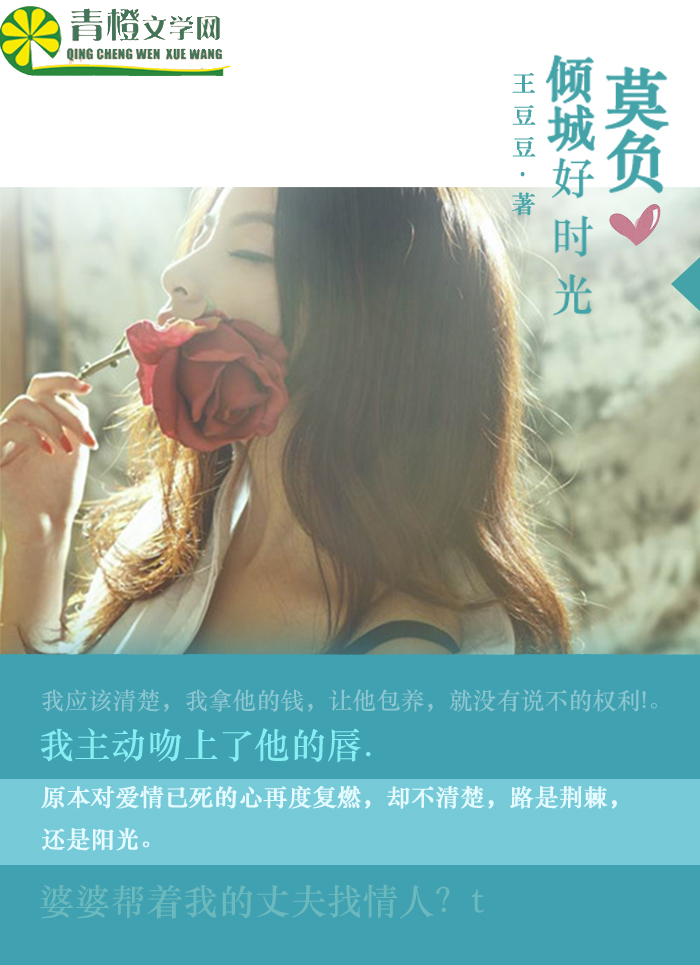 青橙文学网
QING CHENG WEN XUE WANG
莫负
倾城好时光
王豆豆·著
我应该清楚，我拿他的钱，让他包养，就没有说不的权利!。
我主动吻上了他的唇.
原本对爱情已死的心再度复燃，却不清楚，路是荆棘，
还是阳光。
婆婆帮着我的丈夫找情人？t